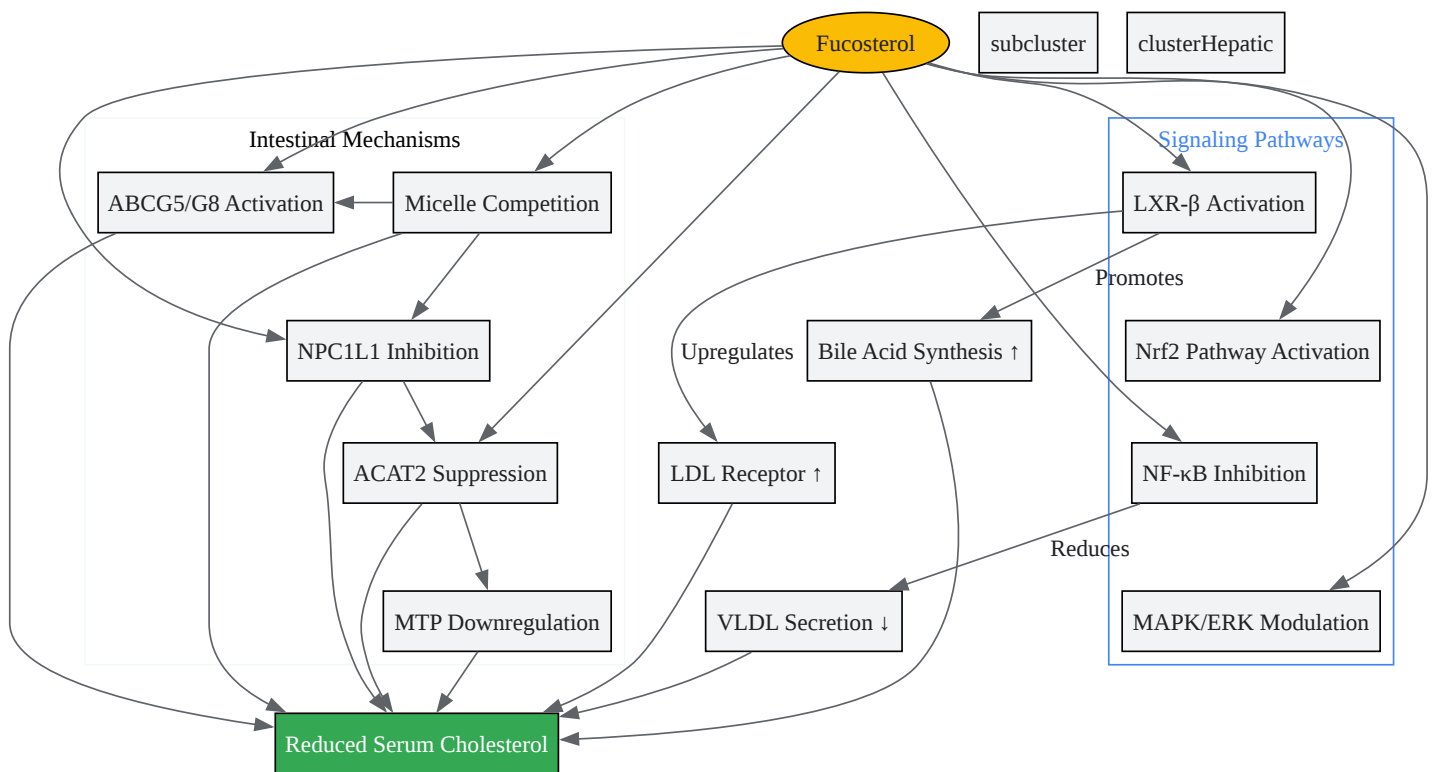 Fucosterol
subcluster
clusterHepatic
Intestinal Mechanisms
Signaling Pathways
ABCG5/G8 Activation
Micelle Competition
LXR-β Activation
Promotes
NPC1L1 Inhibition
Upregulates
Bile Acid Synthesis ↑
Nrf2 Pathway Activation
ACAT2 Suppression
LDL Receptor ↑
NF-κB Inhibition
Reduces
MTP Downregulation
VLDL Secretion ↓
MAPK/ERK Modulation
Reduced Serum Cholesterol